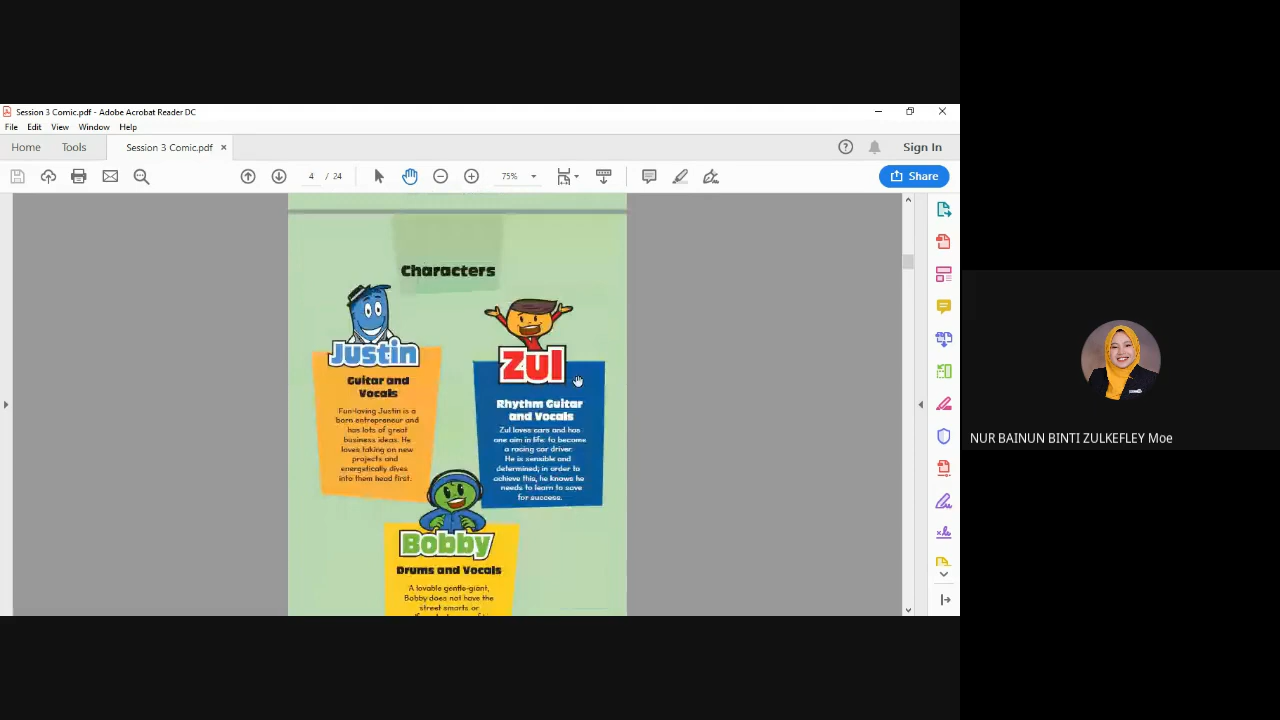 Session 3 Comic.pdf - Adobe Acrobat Reader DC
File Edit View Window Help
Home Tools Session 3 Comic.pdf × Sign In
4 / 24 75% Share
Characters
Justin
Guitar and
Vocals
Fun-loving Justin is a
born entrepreneur and
has lots of great
business ideas. He
loves taking on new
projects and
energetically dives
into them head first.
Zul
Rhythm Guitar
and Vocals
Zul loves cars and has
one aim in life: to become
a racing car driver.
He is sensible and
determined; in order to
achieve this, he knows he
needs to learn to save
for success.
Bobby
Drums and Vocals
A lovable gentle-giant,
Bobby does not have the
street smarts or
NUR BAINUN BINTI ZULKEFLEY Moe